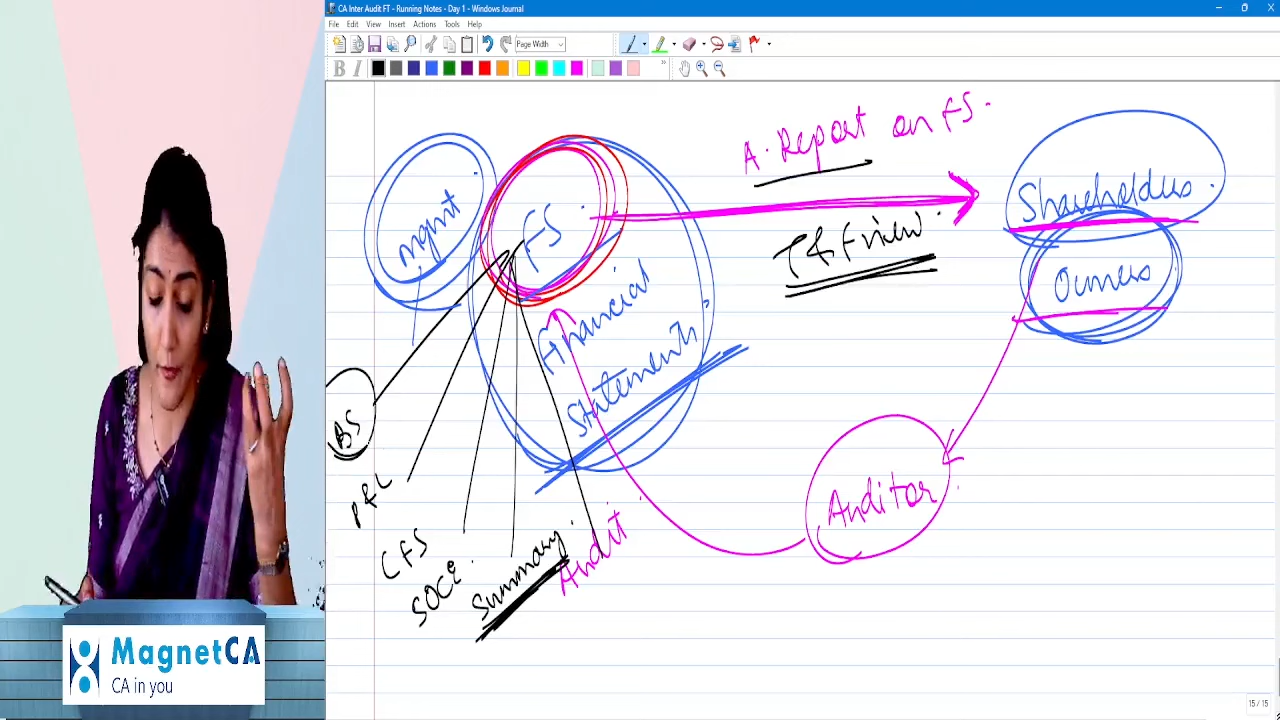 CA Inter Audit FT - Running Notes - Day 1 - Windows Journal
File Edit View Insert Actions Tools Help
Page Width
B I
A. Report on FS.
T & F view.
Shareholders.
Owners
mgmt
FS.
Financial
Statements
BS
P&L
CFS
SOCE
Summary
Audit
Auditor
MagnetCA
CA in you
15 / 15